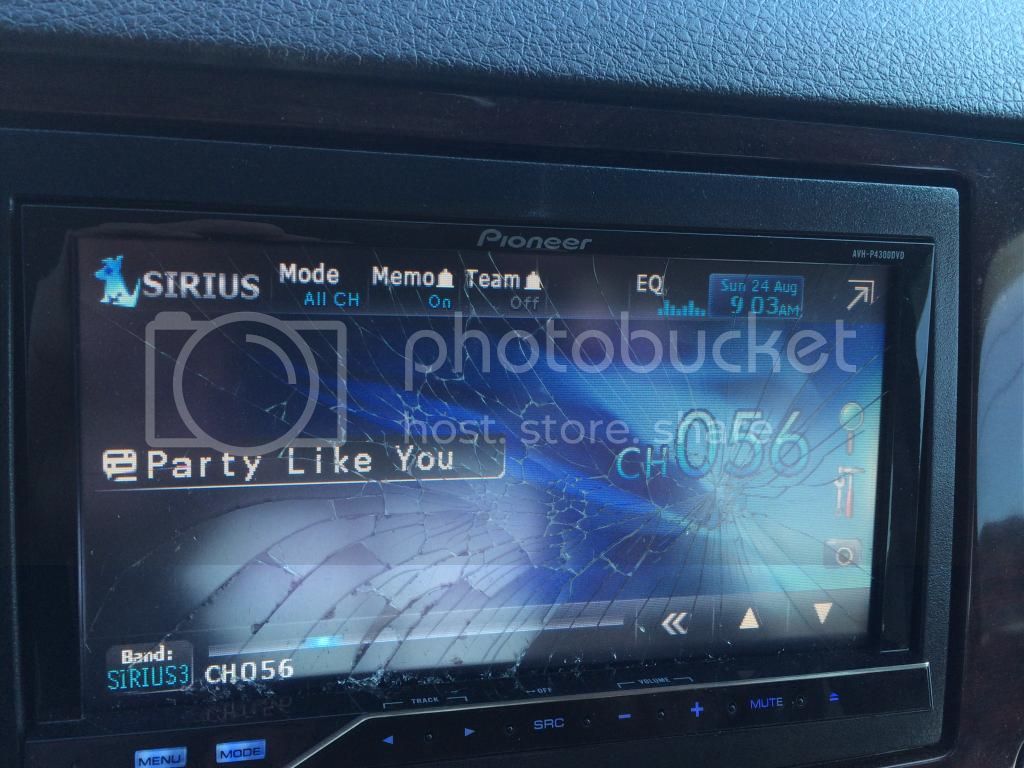 Pioneer
AVH-P4300DVD
SIRIUS
Mode
All CH
Memo
On
Team
Off
EQ
Sun 24 Aug
9:03AM
photobucket
host. store. share.
CH056
Party Like You
Band:
SIRIUS3
CH056
TRACK
OFF
VOLUME
SRC
MUTE
MENU
MODE